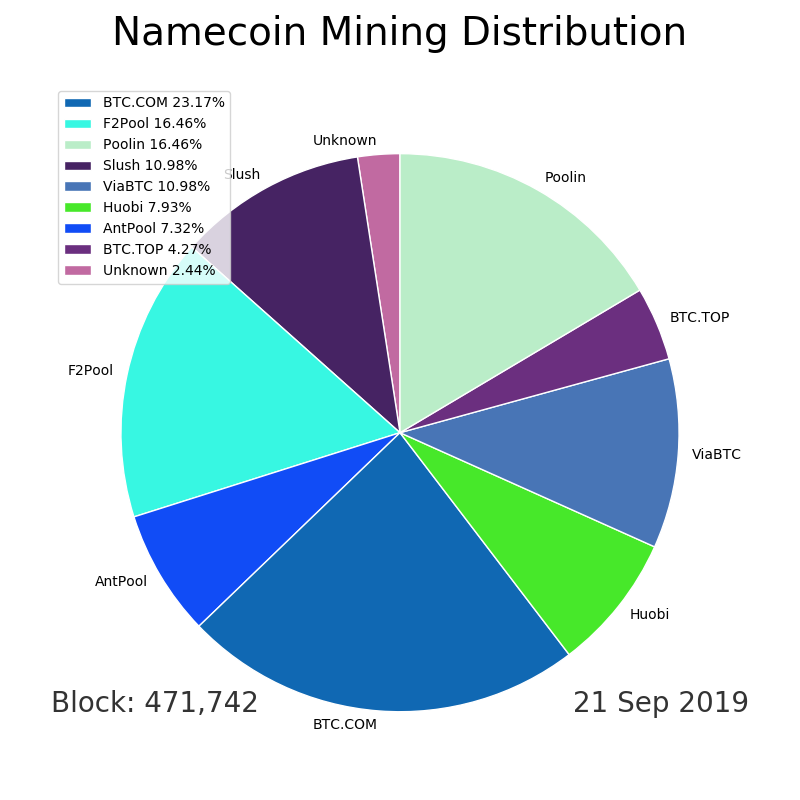 Namecoin Mining Distribution
BTC.COM 23.17%
F2Pool 16.46%
Poolin 16.46%
Slush 10.98%
ViaBTC 10.98%
Huobi 7.93%
AntPool 7.32%
BTC.TOP 4.27%
Unknown 2.44%
Unknown
Slush
Poolin
BTC.TOP
F2Pool
ViaBTC
AntPool
Huobi
BTC.COM
Block: 471,742
21 Sep 2019